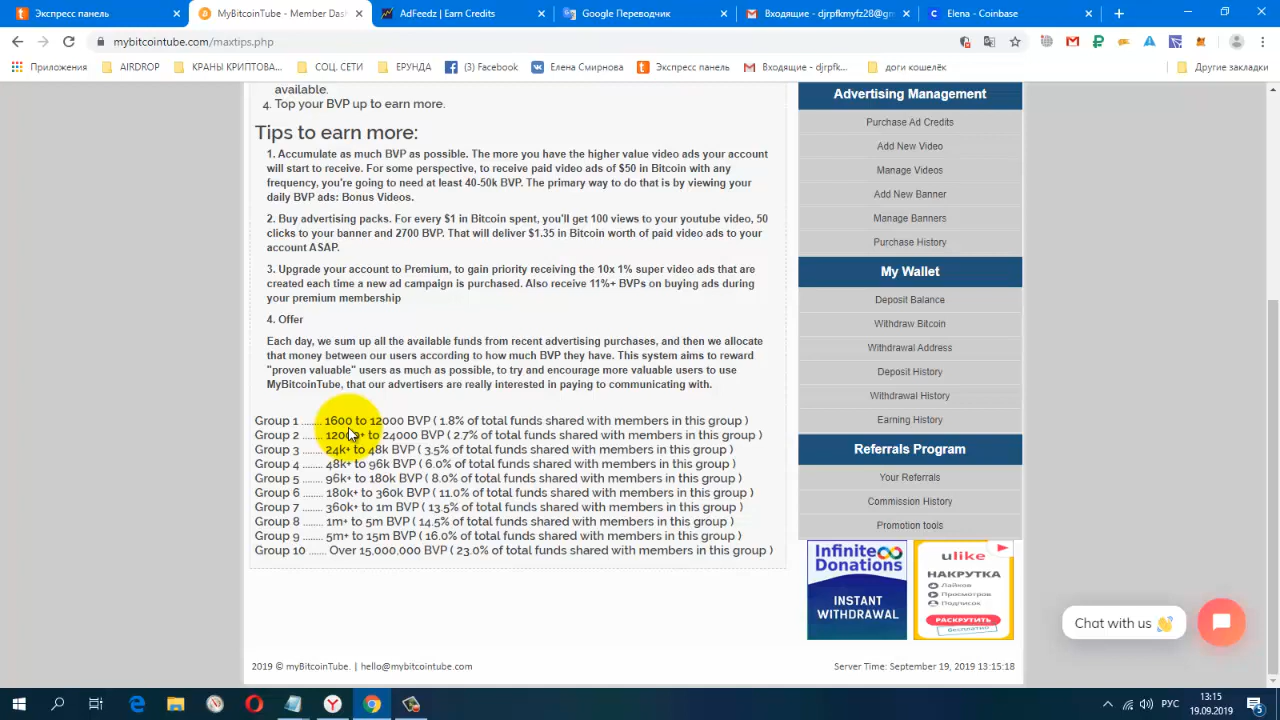 Экспресс панель
MyBitcoinTube - Member Das
AdFeedz | Earn Credits
Google Переводчик
Входящие - djrpfkmyfz28@gm
Elena - Coinbase
mybitcointube.com/maxtips.php
Приложения
AIRDROP
КРАНЫ КРИПТОВА...
СОЦ. СЕТИ
ЕРУНДА
(3) Facebook
Елена Смирнова
Экспресс панель
Входящие - djrpfk...
доги кошелёк
Другие закладки
available.
4. Top your BVP up to earn more.
Tips to earn more:
1. Accumulate as much BVP as possible. The more you have the higher value video ads your account
will start to receive. For some perspective, to receive paid video ads of $50 in Bitcoin with any
frequency, you're going to need at least 40-50k BVP. The primary way to do that is by viewing your
daily BVP ads: Bonus Videos.
2. Buy advertising packs. For every $1 in Bitcoin spent, you'll get 100 views to your youtube video, 50
clicks to your banner and 2700 BVP. That will deliver $1.35 in Bitcoin worth of paid video ads to your
account ASAP.
3. Upgrade your account to Premium, to gain priority receiving the 10x 1% super video ads that are
created each time a new ad campaign is purchased. Also receive 11%+ BVPs on buying ads during
your premium membership
4. Offer
Each day, we sum up all the available funds from recent advertising purchases, and then we allocate
that money between our users according to how much BVP they have. This system aims to reward
"proven valuable" users as much as possible, to try and encourage more valuable users to use
MyBitcoinTube, that our advertisers are really interested in paying to communicating with.
Group 1 ....... 1600 to 12000 BVP ( 1.8% of total funds shared with members in this group )
Group 2 ....... 12000+ to 24000 BVP ( 2.7% of total funds shared with members in this group )
Group 3 ....... 24k+ to 48k BVP ( 3.5% of total funds shared with members in this group )
Group 4 ....... 48k+ to 96k BVP ( 6.0% of total funds shared with members in this group )
Group 5 ....... 96k+ to 180k BVP ( 8.0% of total funds shared with members in this group )
Group 6 ....... 180k+ to 360k BVP ( 11.0% of total funds shared with members in this group )
Group 7 ....... 360k+ to 1m BVP ( 13.5% of total funds shared with members in this group )
Group 8 ....... 1m+ to 5m BVP ( 14.5% of total funds shared with members in this group )
Group 9 ....... 5m+ to 15m BVP ( 16.0% of total funds shared with members in this group )
Group 10 ...... Over 15.000.000 BVP ( 23.0% of total funds shared with members in this group )
Advertising Management
Purchase Ad Credits
Add New Video
Manage Videos
Add New Banner
Manage Banners
Purchase History
My Wallet
Deposit Balance
Withdraw Bitcoin
Withdrawal Address
Deposit History
Withdrawal History
Earning History
Referrals Program
Your Referrals
Commission History
Promotion tools
Infinite
Donations
INSTANT
WITHDRAWAL
ulike
НАКРУТКА
Лайков
Просмотров
Подписок
РАСКРУТИТЬ
бесплатно
Chat with us
2019 © myBitcoinTube. | hello@mybitcointube.com
Server Time: September 19, 2019 13:15:18
РУС
13:15
19.09.2019
5